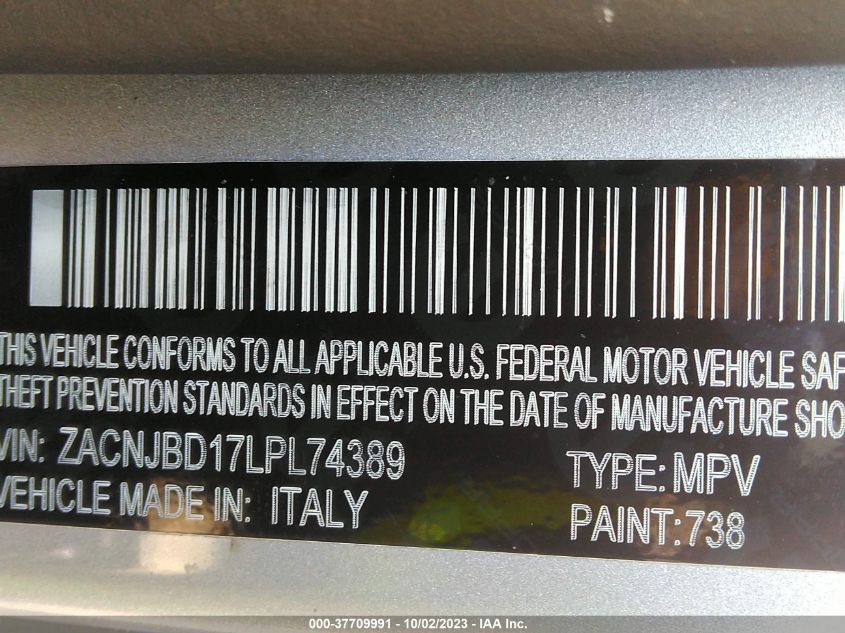 THIS VEHICLE CONFORMS TO ALL APPLICABLE U.S. FEDERAL MOTOR VEHICLE SAF
THEFT PREVENTION STANDARDS IN EFFECT ON THE DATE OF MANUFACTURE SHO
VIN: ZACNJBD17LPL74389 TYPE: MPV
VEHICLE MADE IN: ITALY PAINT: 738
000-37709991 - 10/02/2023 - IAA Inc.